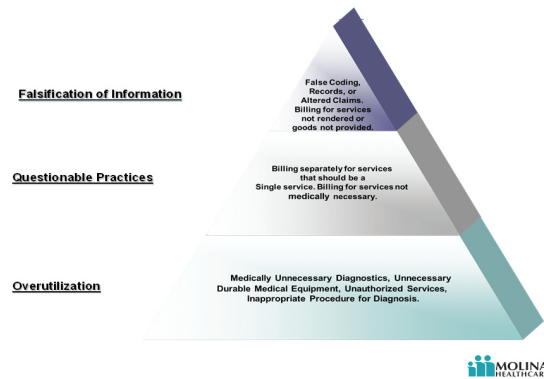 Falsification of Information
False Coding,
Records, or
Altered Claims.
Billing for services
not rendered or
goods not provided.
Questionable Practices
Billing separately for services
that should be a
Single service. Billing for services not
medically necessary.
Overutilization
Medically Unnecessary Diagnostics, Unnecessary
Durable Medical Equipment, Unauthorized Services,
Inappropriate Procedure for Diagnosis.
MOLINA
HEALTHCAR